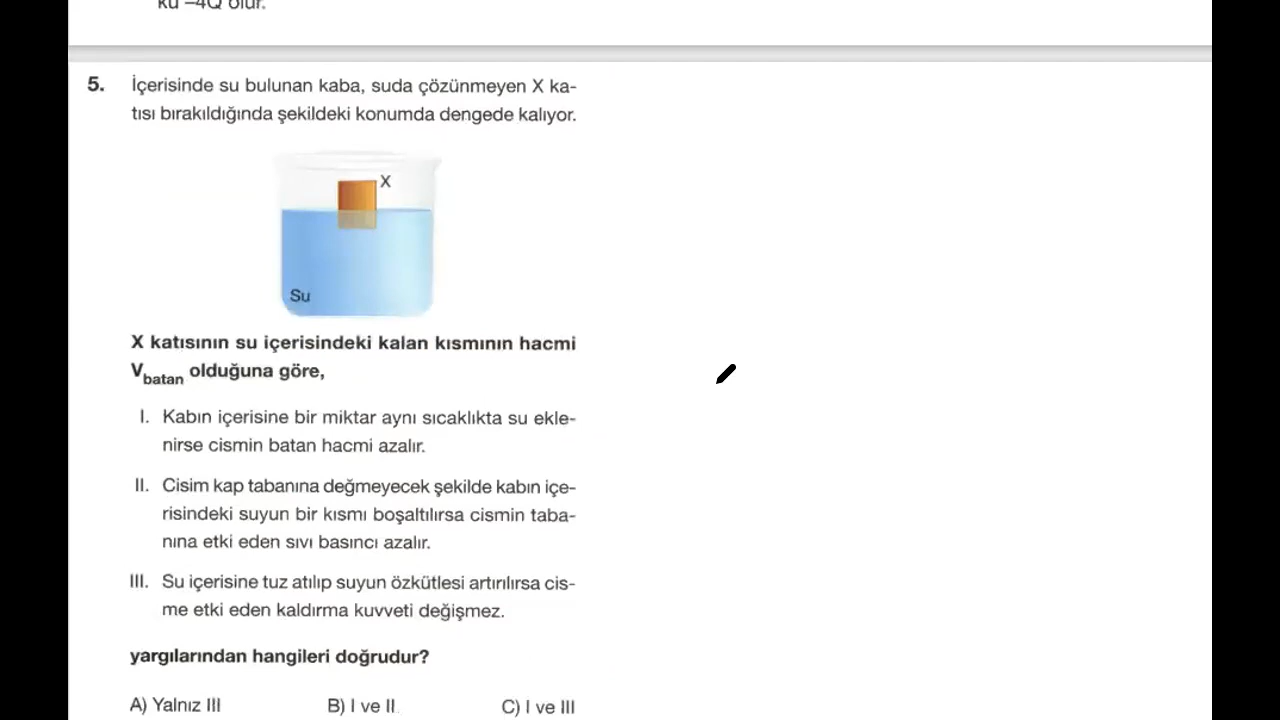 ku –4Q olur.
5. İçerisinde su bulunan kaba, suda çözünmeyen X ka-
tısı bırakıldığında şekildeki konumda dengede kalıyor.
X
Su
X katısının su içerisindeki kalan kısmının hacmi
Vbatan olduğuna göre,
I. Kabın içerisine bir miktar aynı sıcaklıkta su ekle-
nirse cismin batan hacmi azalır.
II. Cisim kap tabanına değmeyecek şekilde kabın içe-
risindeki suyun bir kısmı boşaltılırsa cismin taba-
nına etki eden sıvı basıncı azalır.
III. Su içerisine tuz atılıp suyun özkütlesi artırılırsa cis-
me etki eden kaldırma kuvveti değişmez.
yargılarından hangileri doğrudur?
A) Yalnız III B) I ve II C) I ve III